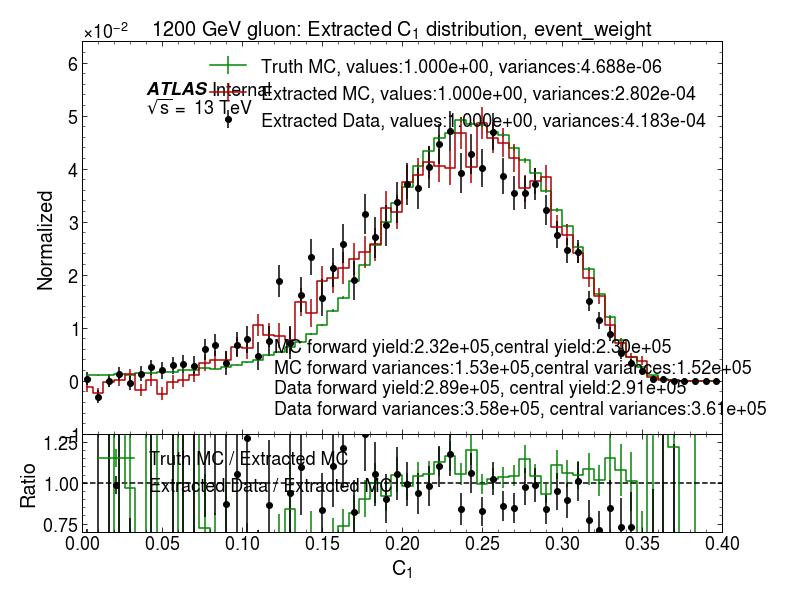 ×10⁻² 1200 GeV gluon: Extracted C₁ distribution, event_weight
Truth MC, values:1.000e+00, variances:4.688e-06
ATLAS Internal
Extracted MC, values:1.000e+00, variances:2.802e-04
√s = 13 TeV
Extracted Data, values:1.000e+00, variances:4.183e-04
6
5
4
3
2
1
0
1
Normalized
MC forward yield:2.32e+05,central yield:2.30e+05
MC forward variances:1.53e+05,central variances:1.52e+05
Data forward yield:2.89e+05, central yield:2.91e+05
Data forward variances:3.58e+05, central variances:3.61e+05
1.25
1.00
0.75
Ratio
Truth MC / Extracted MC
Extracted Data / Extracted MC
0.00 0.05 0.10 0.15 0.20 0.25 0.30 0.35 0.40
C₁